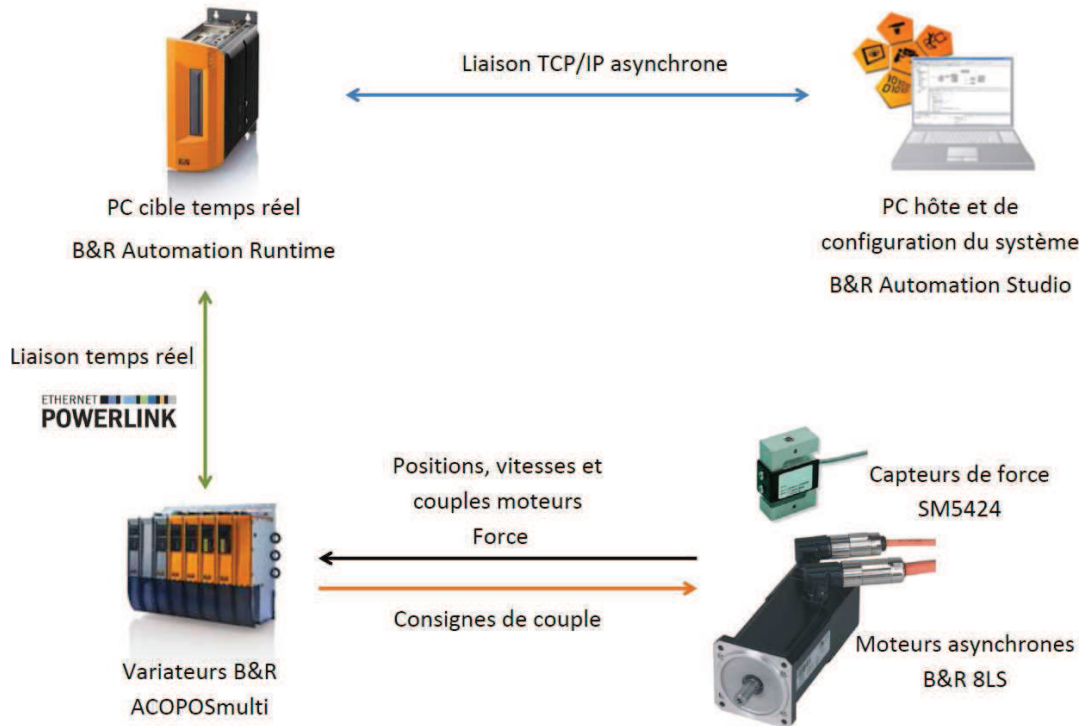 Liaison TCP/IP asynchrone
PC cible temps réel
B&R Automation Runtime
PC hôte et de
configuration du système
B&R Automation Studio
Liaison temps réel
ETHERNET
POWERLINK
Positions, vitesses et
couples moteurs
Force
Consignes de couple
Capteurs de force
SM5424
Variateurs B&R
ACOPOSmulti
Moteurs asynchrones
B&R 8LS